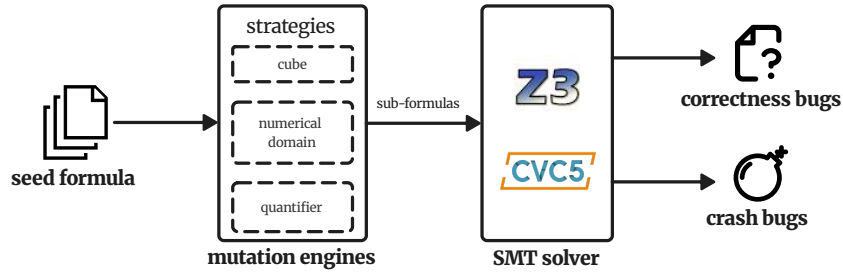 strategies
cube
numerical
domain
quantifier
mutation engines
seed formula
sub-formulas
Z3
CVC5
SMT solver
?
correctness bugs
crash bugs